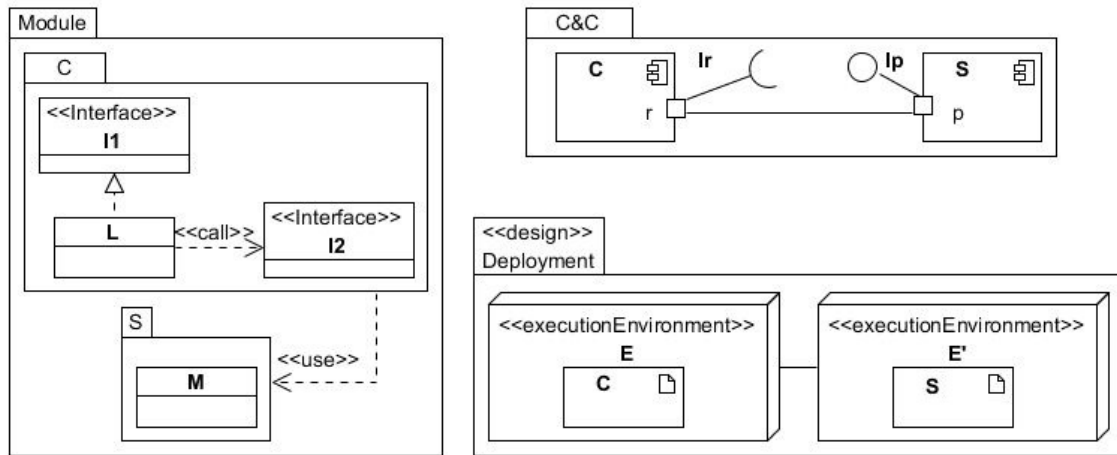 Module
C
<<Interface>>
I1
L
<<call>>
<<Interface>>
I2
S
<<use>>
M
C&C
C
Ir
Ip
S
r
p
<<design>>
Deployment
<<executionEnvironment>>
E
C
<<executionEnvironment>>
E'
S